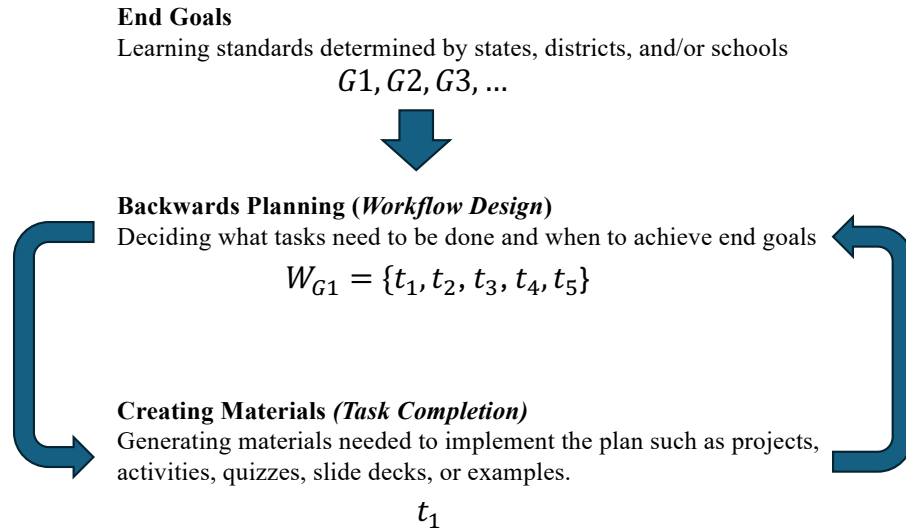 End Goals
Learning standards determined by states, districts, and/or schools
G1, G2, G3, ...
Backwards Planning (Workflow Design)
Deciding what tasks need to be done and when to achieve end goals
W_{G1} = {t_1, t_2, t_3, t_4, t_5}
Creating Materials (Task Completion)
Generating materials needed to implement the plan such as projects,
activities, quizzes, slide decks, or examples.
t_1